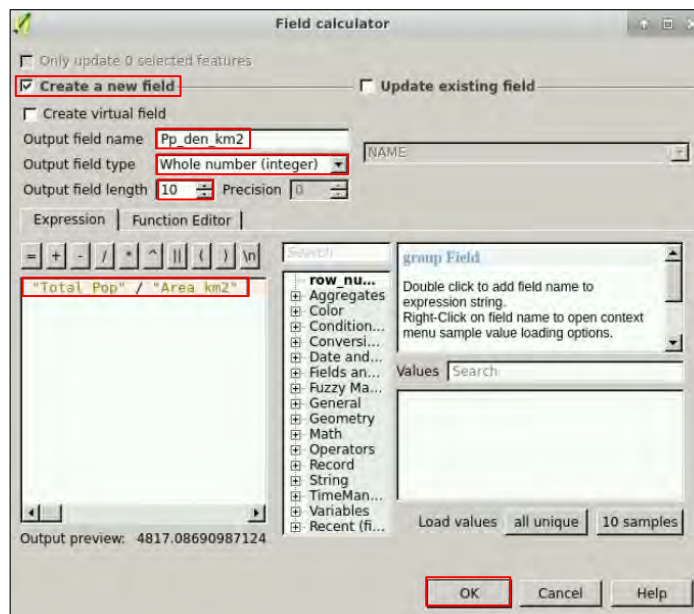 Field calculator
Only update 0 selected features
Create a new field
Update existing field
Create virtual field
Output field name Pp_den_km2
Output field type Whole number (integer)
NAME
Output field length 10 Precision 0
Expression Function Editor
= + - / * ^ || ( ) \n
"Total_Pop" / "Area_km2"
Output preview: 4817.08690987124
Search
row_nu...
Aggregates
Color
Condition...
Conversi...
Date and...
Fields an...
Fuzzy Ma...
General
Geometry
Math
Operators
Record
String
TimeMan...
Variables
Recent (fi...
group Field
Double click to add field name to
expression string.
Right-Click on field name to open context
menu sample value loading options.
Values Search
Load values all unique 10 samples
OK Cancel Help